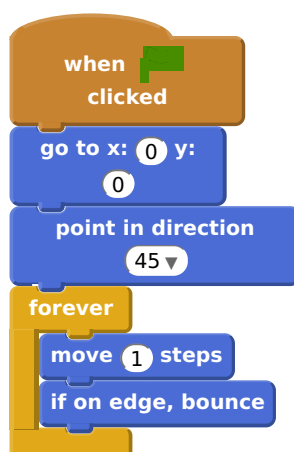 when
clicked
go to x: 0 y:
0
point in direction
45 ▼
forever
move 1 steps
if on edge, bounce